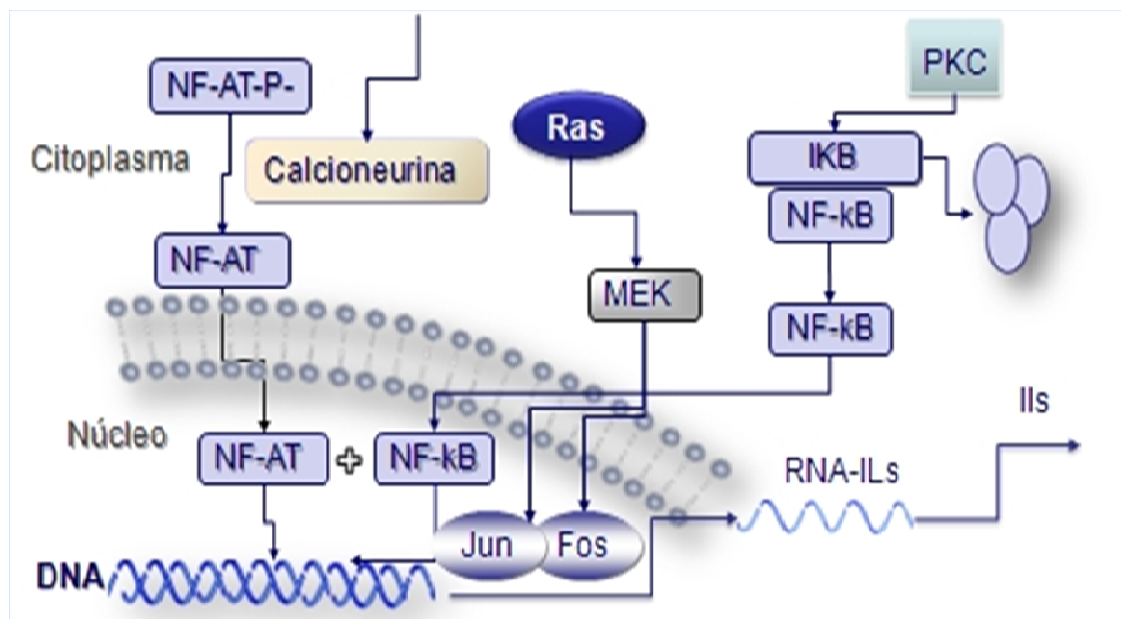 PKC
NF-AT-P-
Ras
Citoplasma
Calcioneurina
IKB
NF-kB
NF-AT
MEK
NF-kB
IIs
Núcleo
NF-AT
NF-kB
RNA-ILs
Jun
Fos
DNA